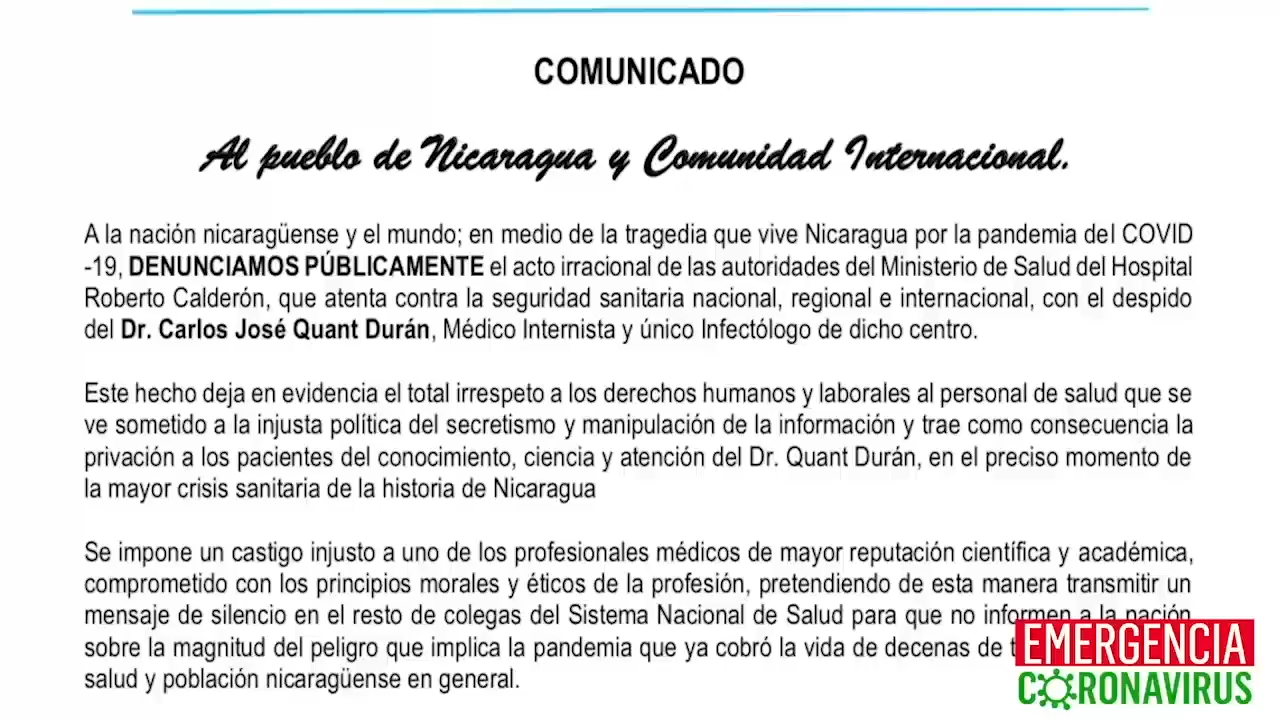 COMUNICADO
Al pueblo de Nicaragua y Comunidad Internacional.
A la nación nicaragüense y el mundo; en medio de la tragedia que vive Nicaragua por la pandemia del COVID
-19, DENUNCIAMOS PÚBLICAMENTE el acto irracional de las autoridades del Ministerio de Salud del Hospital
Roberto Calderón, que atenta contra la seguridad sanitaria nacional, regional e internacional, con el despido
del Dr. Carlos José Quant Durán, Médico Internista y único Infectólogo de dicho centro.
Este hecho deja en evidencia el total irrespeto a los derechos humanos y laborales al personal de salud que se
ve sometido a la injusta política del secretismo y manipulación de la información y trae como consecuencia la
privación a los pacientes del conocimiento, ciencia y atención del Dr. Quant Durán, en el preciso momento de
la mayor crisis sanitaria de la historia de Nicaragua
Se impone un castigo injusto a uno de los profesionales médicos de mayor reputación científica y académica,
comprometido con los principios morales y éticos de la profesión, pretendiendo de esta manera transmitir un
mensaje de silencio en el resto de colegas del Sistema Nacional de Salud para que no informen a la nación
sobre la magnitud del peligro que implica la pandemia que ya cobró la vida de decenas de
salud y población nicaragüense en general.
EMERGENCIA
CORONAVIRUS